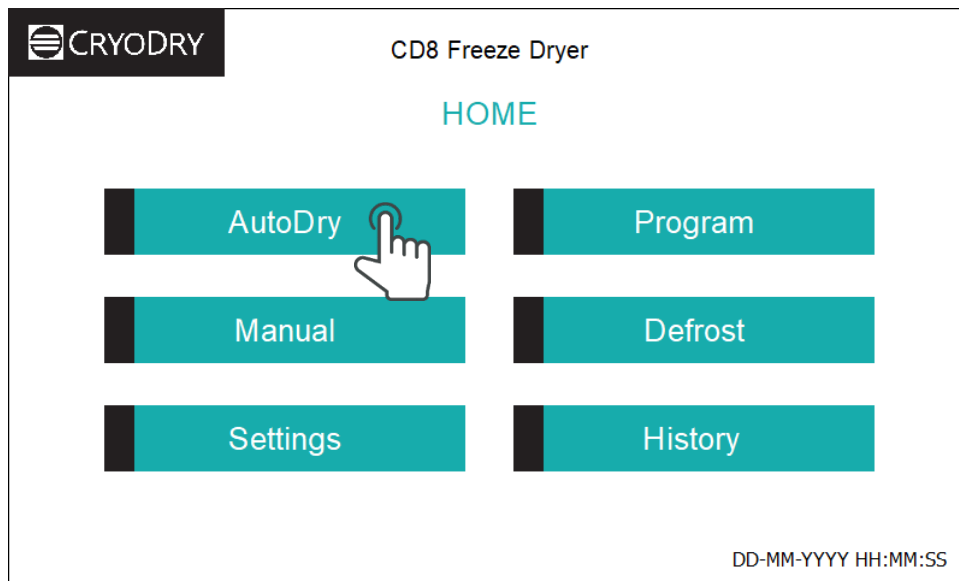 CRYODRY
CD8 Freeze Dryer
HOME
AutoDry
Program
Manual
Defrost
Settings
History
DD-MM-YYYY HH:MM:SS